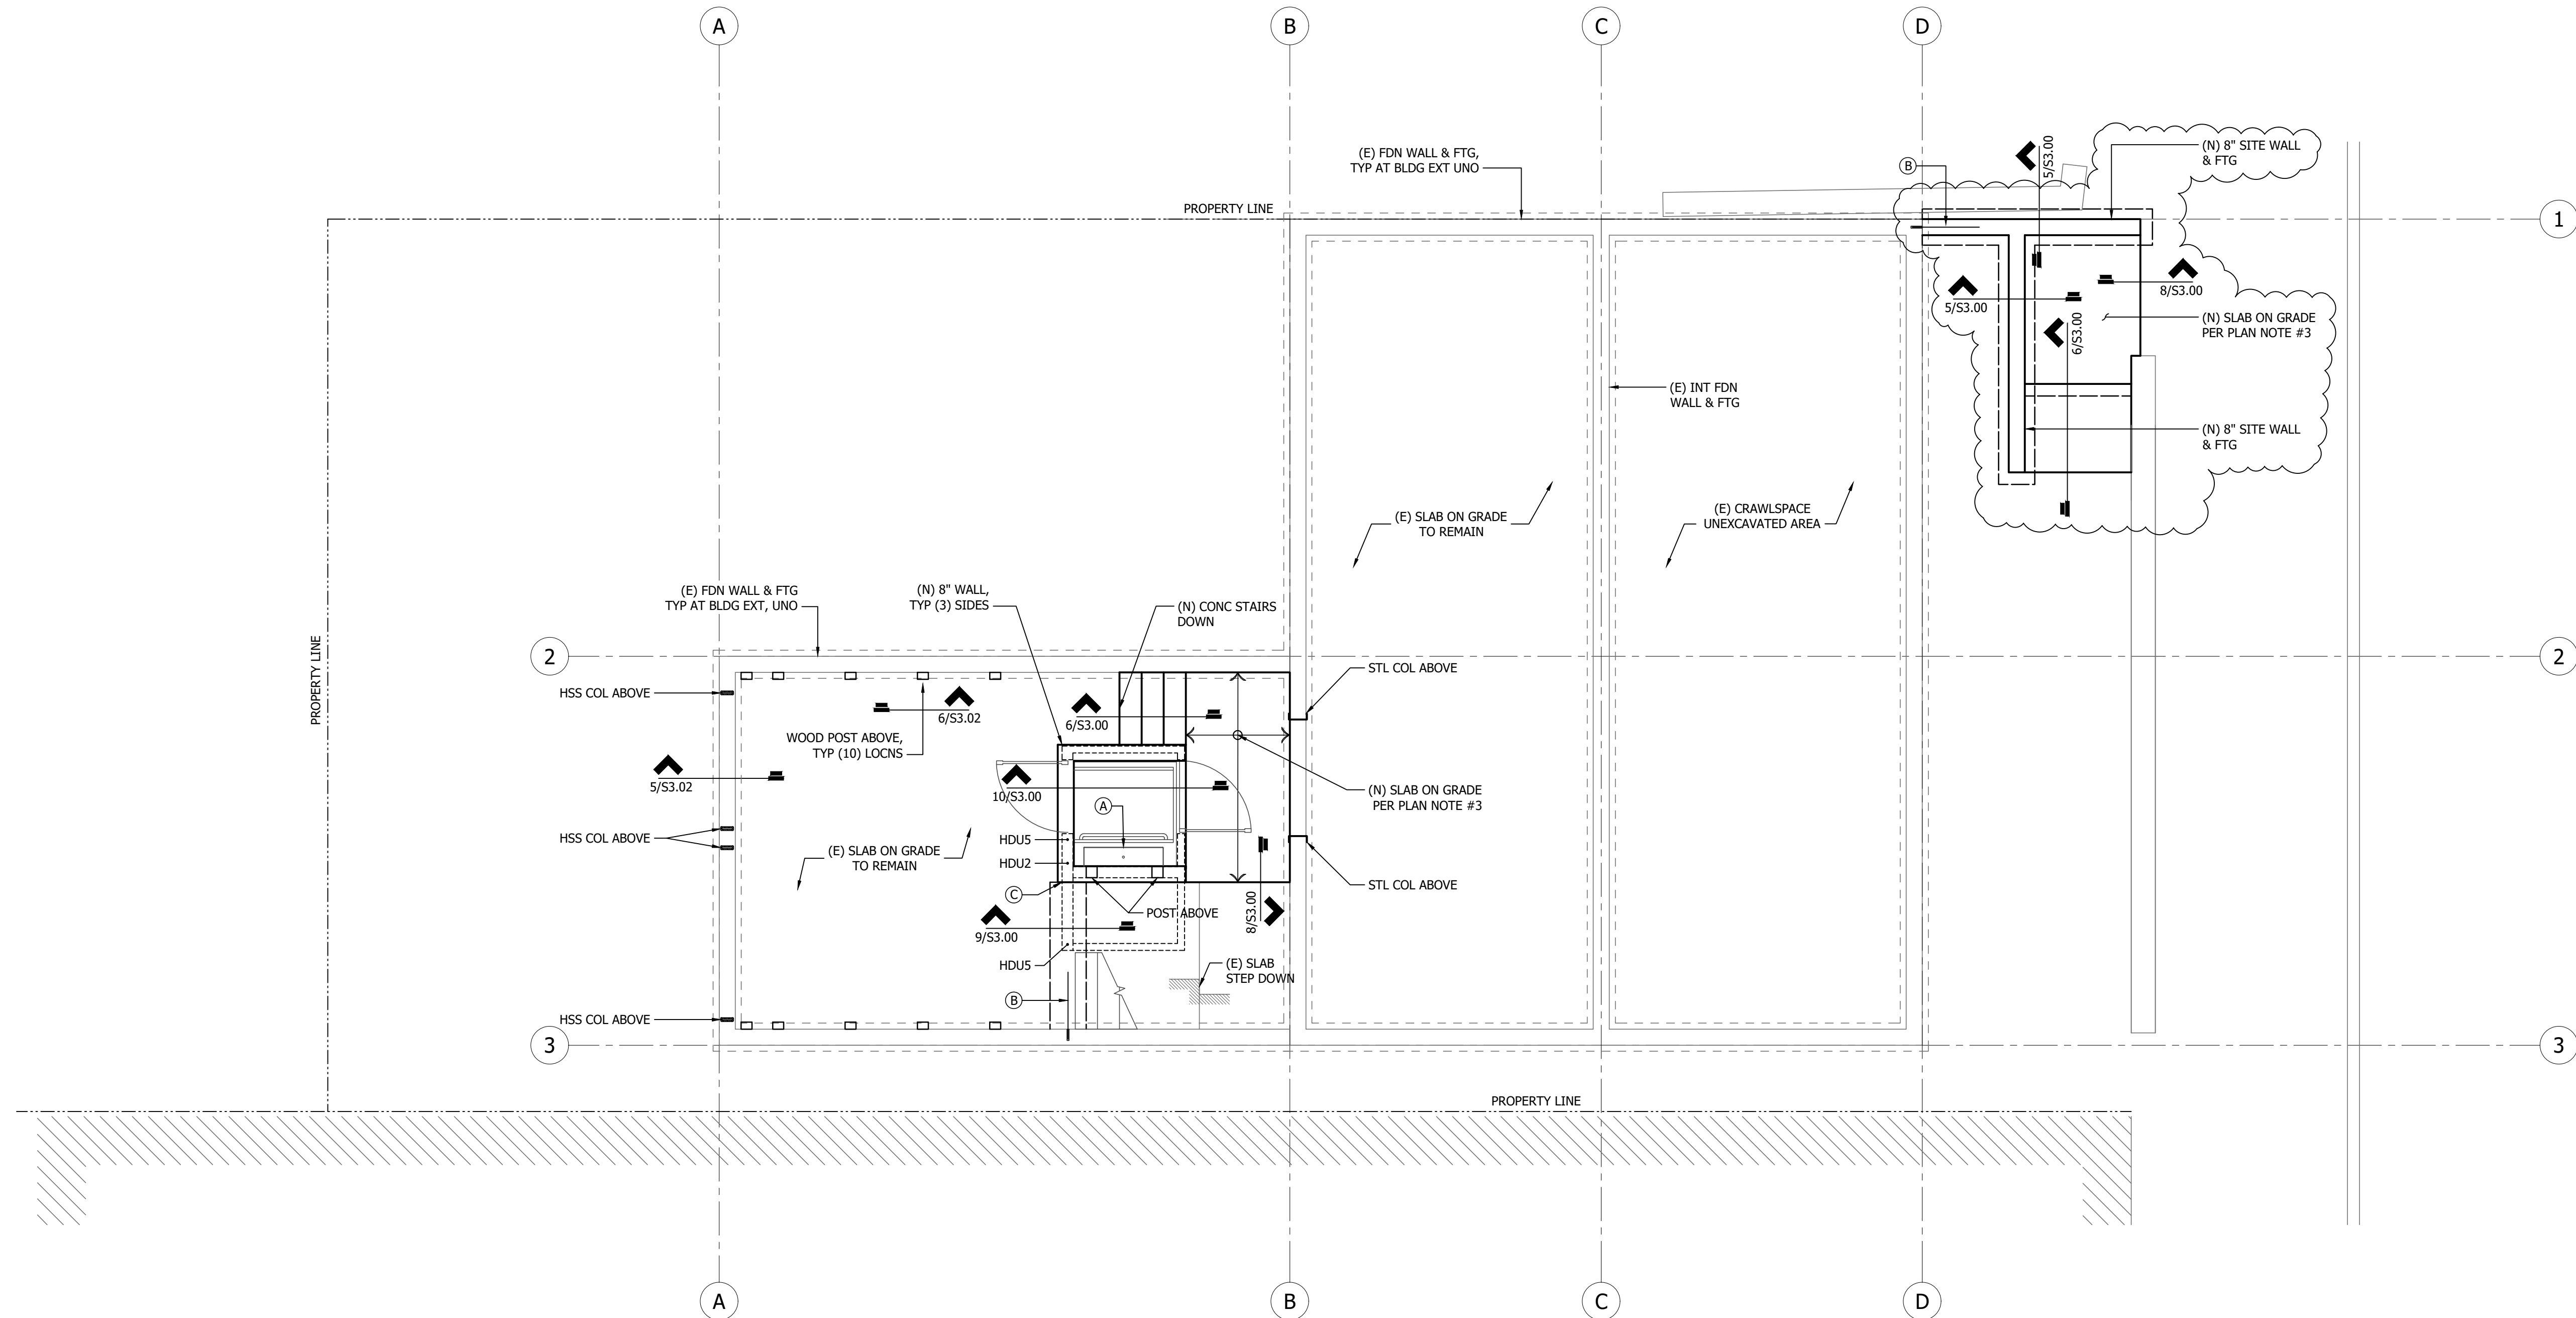 A
B
C
D
5/S3.00
(N) 8" SITE WALL
& FTG
(E) FDN WALL & FTG,
TYP AT BLDG EXT UNO
B
PROPERTY LINE
1
5/S3.00
8/S3.00
6/S3.00
(N) SLAB ON GRADE
PER PLAN NOTE #3
(E) INT FDN
WALL & FTG
(N) 8" SITE WALL
& FTG
(E) SLAB ON GRADE
TO REMAIN
(E) CRAWLSPACE
UNEXCAVATED AREA
(E) FDN WALL & FTG
TYP AT BLDG EXT, UNO
(N) 8" WALL,
TYP (3) SIDES
(N) CONC STAIRS
DOWN
PROPERTY LINE
2
2
HSS COL ABOVE
STL COL ABOVE
6/S3.02
6/S3.00
WOOD POST ABOVE,
TYP (10) LOCNS
5/S3.02
10/S3.00
(N) SLAB ON GRADE
PER PLAN NOTE #3
A
HSS COL ABOVE
HDU5
(E) SLAB ON GRADE
TO REMAIN
HDU2
C
STL COL ABOVE
POST ABOVE
8/S3.00
9/S3.00
HDU5
(E) SLAB
STEP DOWN
B
HSS COL ABOVE
3
3
PROPERTY LINE
A
B
C
D